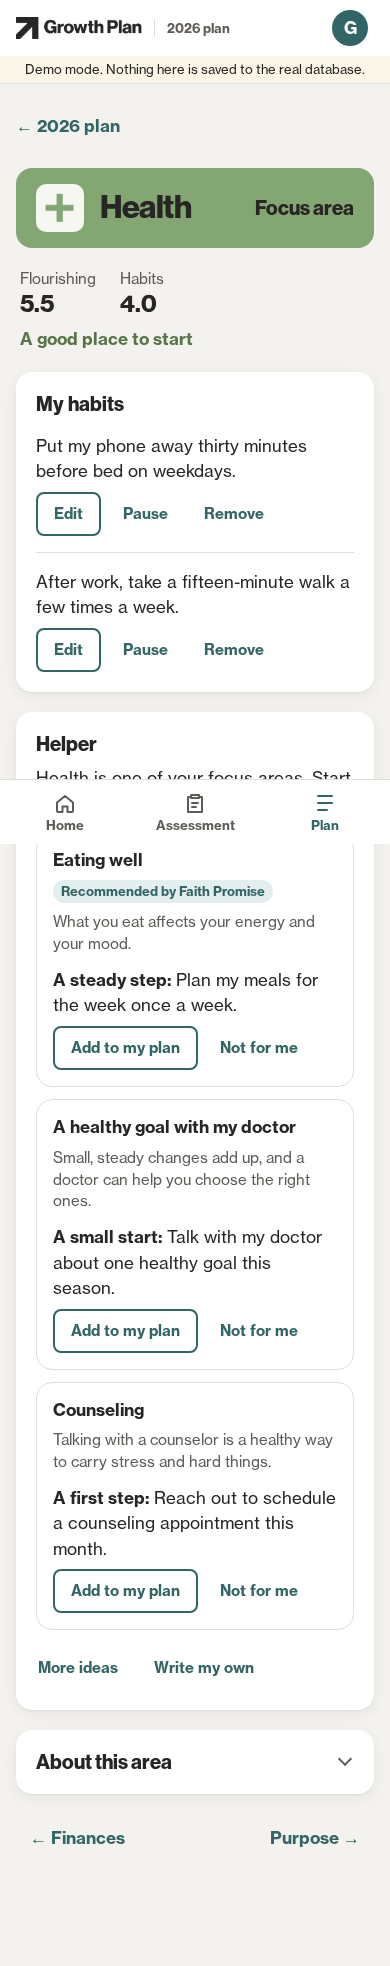 Growth Plan
2026 plan
G
Demo mode. Nothing here is saved to the real database.
← 2026 plan
Health
Focus area
Flourishing
Habits
5.5
4.0
A good place to start
My habits
Put my phone away thirty minutes
before bed on weekdays.
Edit
Pause
Remove
After work, take a fifteen-minute walk a
few times a week.
Edit
Pause
Remove
Helper
Health is one of your focus areas. Start
Home
Assessment
Plan
Eating well
Recommended by Faith Promise
What you eat affects your energy and
your mood.
A steady step: Plan my meals for
the week once a week.
Add to my plan
Not for me
A healthy goal with my doctor
Small, steady changes add up, and a
doctor can help you choose the right
ones.
A small start: Talk with my doctor
about one healthy goal this
season.
Add to my plan
Not for me
Counseling
Talking with a counselor is a healthy way
to carry stress and hard things.
A first step: Reach out to schedule
a counseling appointment this
month.
Add to my plan
Not for me
More ideas
Write my own
About this area
← Finances
Purpose →